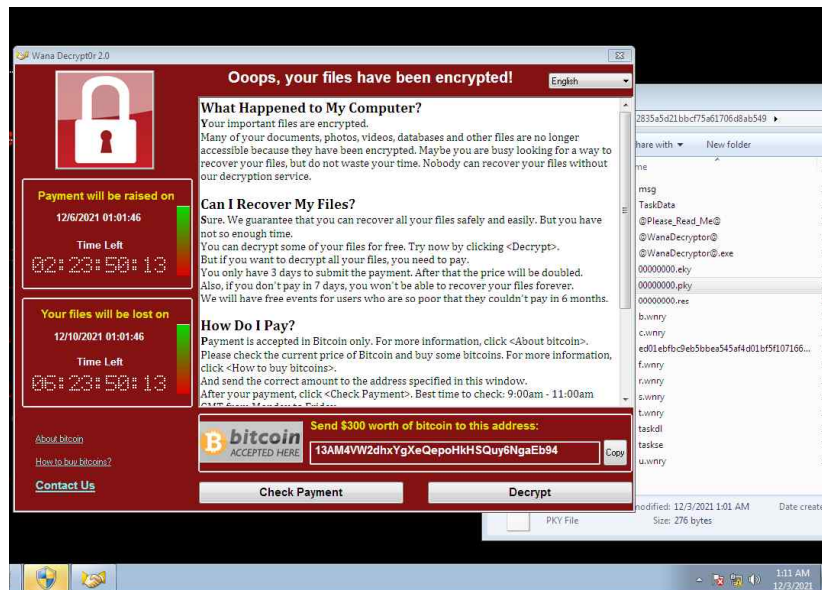 Wana Decrypt0r 2.0
Ooops, your files have been encrypted!
English
What Happened to My Computer?
Your important files are encrypted.
Many of your documents, photos, videos, databases and other files are no longer
accessible because they have been encrypted. Maybe you are busy looking for a way to
recover your files, but do not waste your time. Nobody can recover your files without
our decryption service.
Can I Recover My Files?
Sure. We guarantee that you can recover all your files safely and easily. But you have
not so enough time.
You can decrypt some of your files for free. Try now by clicking <Decrypt>.
But if you want to decrypt all your files, you need to pay.
You only have 3 days to submit the payment. After that the price will be doubled.
Also, if you don't pay in 7 days, you won't be able to recover your files forever.
We will have free events for users who are so poor that they couldn't pay in 6 months.
How Do I Pay?
Payment is accepted in Bitcoin only. For more information, click <About bitcoin>.
Please check the current price of Bitcoin and buy some bitcoins. For more information,
click <How to buy bitcoins>.
And send the correct amount to the address specified in this window.
After your payment, click <Check Payment>. Best time to check: 9:00am - 11:00am
GMT from Monday to Friday.
Payment will be raised on
12/6/2021 01:01:46
Time Left
02:23:50:13
Your files will be lost on
12/10/2021 01:01:46
Time Left
06:23:50:13
About bitcoin
How to buy bitcoins?
Contact Us
bitcoin
ACCEPTED HERE
Send $300 worth of bitcoin to this address:
13AM4VW2dhxYgXeQepoHkHSQuy6NgaEb94
Copy
Check Payment
Decrypt
2835a5d21bbcf75a61706d8ab549
hare with
New folder
me
msg
TaskData
@Please_Read_Me@
@WanaDecryptor@
@WanaDecryptor@.exe
00000000.eky
00000000.pky
00000000.res
b.wnry
c.wnry
ed01ebfbc9eb5bbea545af4d01bf5f107166...
f.wnry
r.wnry
s.wnry
t.wnry
taskdl
taskse
u.wnry
modified: 12/3/2021 1:01 AM
Date create
PKY File
Size: 276 bytes
1:11 AM
12/3/2021